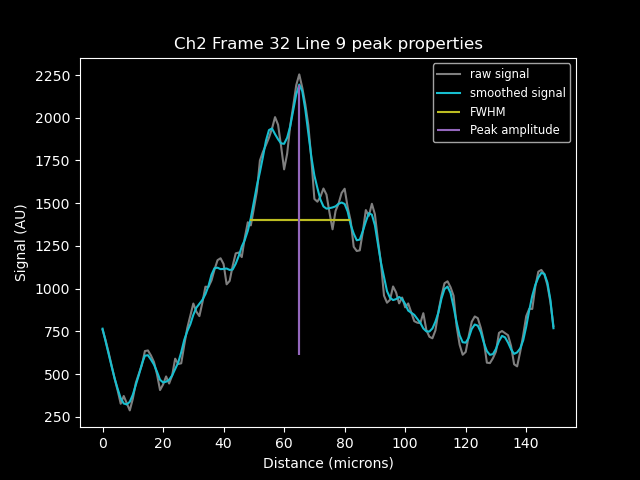 Ch2 Frame 32 Line 9 peak properties
raw signal
smoothed signal
FWHM
Peak amplitude
2250
2000
1750
1500
1250
1000
750
500
250
Signal (AU)
0 20 40 60 80 100 120 140
Distance (microns)